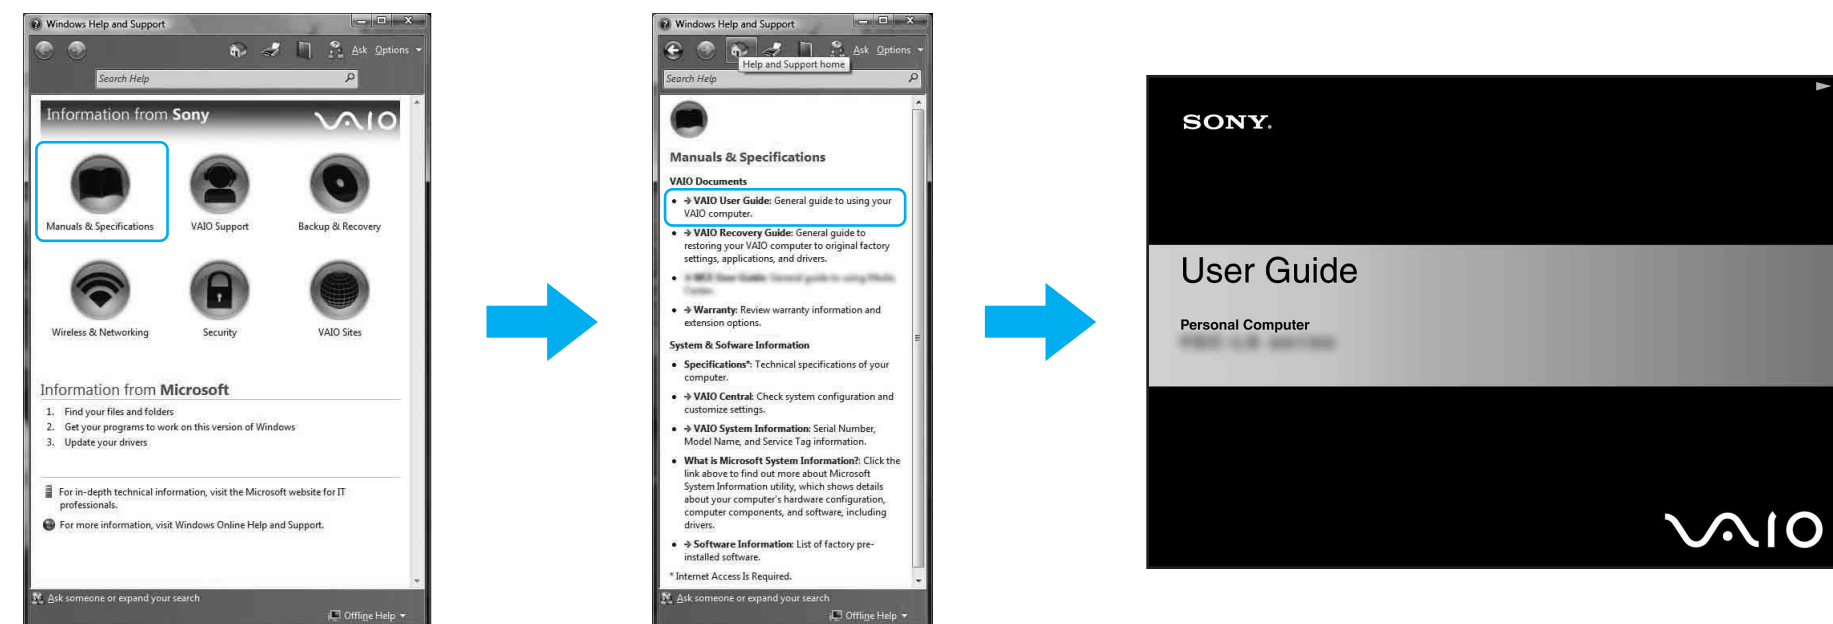 Windows Help and Support
Ask Options
Search Help
Information from Sony
VAIO
Manuals & Specifications
VAIO Support
Backup & Recovery
Wireless & Networking
Security
VAIO Sites
Information from Microsoft
1. Find your files and folders
2. Get your programs to work on this version of Windows
3. Update your drivers
For in-depth technical information, visit the Microsoft website for IT
professionals.
For more information, visit Windows Online Help and Support.
Ask someone or expand your search
Offline Help
Windows Help and Support
Ask Options
Help and Support home
Search Help
Manuals & Specifications
VAIO Documents
• → VAIO User Guide: General guide to using your
VAIO computer.
• → VAIO Recovery Guide: General guide to
restoring your VAIO computer to original factory
settings, applications, and drivers.
• → Warranty: Review warranty information and
extension options.
System & Sofware Information
• Specifications*: Technical specifications of your
computer.
• → VAIO Central: Check system configuration and
customize settings.
• → VAIO System Information: Serial Number,
Model Name, and Service Tag information.
• What is Microsoft System Information?: Click the
link above to find out more about Microsoft
System Information utility, which shows details
about your computer's hardware configuration,
computer components, and software, including
drivers.
• → Software Information: List of factory pre-
installed software.
* Internet Access Is Required.
Ask someone or expand your search
Offline Help
SONY.
User Guide
Personal Computer
VAIO